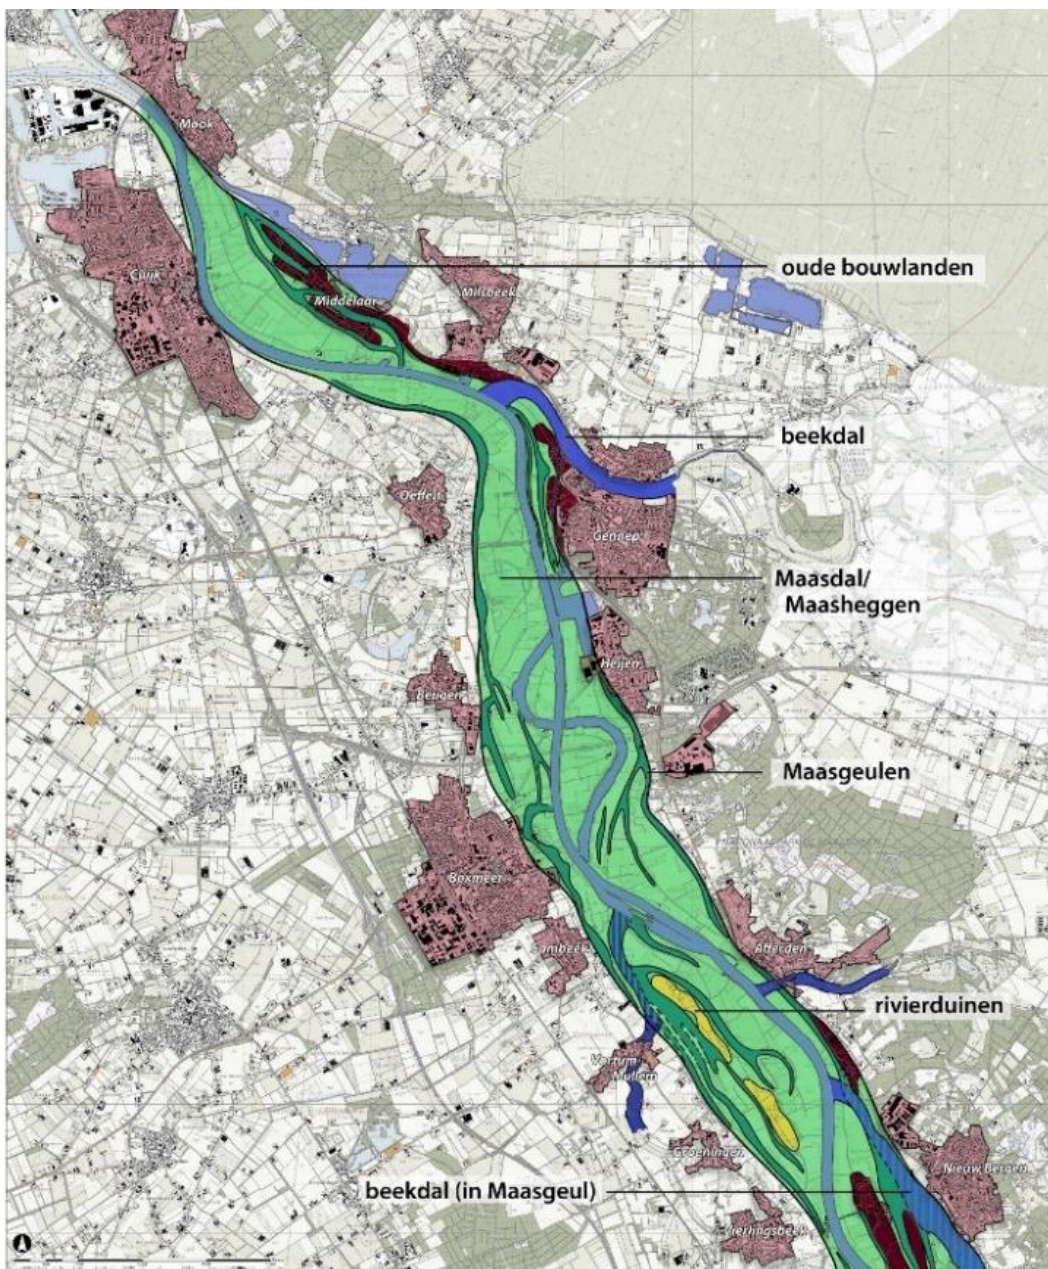 Mook
Cuijk
oude bouwlanden
Milsbeek
Middelaar
beekdal
Oeffelt
Gennep
Maasdal/
Maasheggen
Heijen
Beugen
Maasgeulen
Boxmeer
Sambeek
Afferden
rivierduinen
Vortum
Mullem
Groeningen
Nieuw Bergen
beekdal (in Maasgeul)
Vierlingsbeek